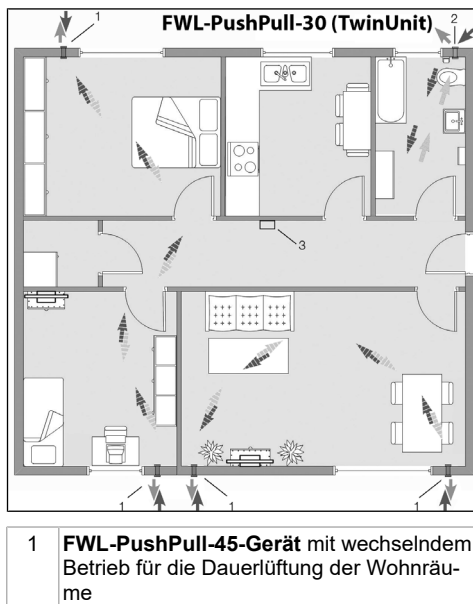 FWL-PushPull-30 (TwinUnit)
1
2
3
1
1
1
1 FWL-PushPull-45-Gerät mit wechselndem
Betrieb für die Dauerlüftung der Wohnräu-
me